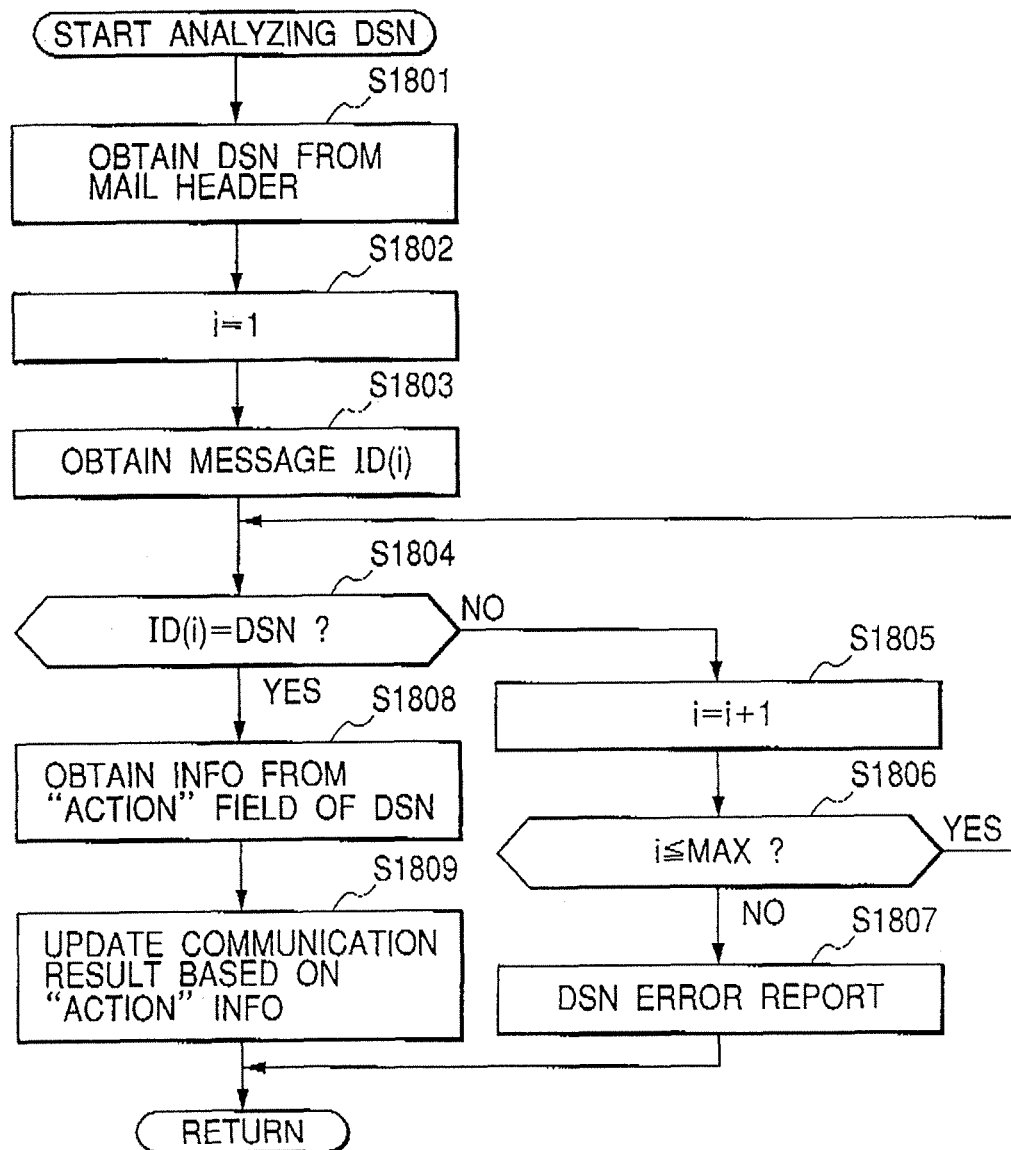 START ANALYZING DSN
S1801
OBTAIN DSN FROM
MAIL HEADER
S1802
i=1
S1803
OBTAIN MESSAGE ID(i)
S1804
ID(i)=DSN ?
NO
YES
S1805
i=i+1
S1806
i≦MAX ?
YES
NO
S1807
DSN ERROR REPORT
S1808
OBTAIN INFO FROM
“ACTION” FIELD OF DSN
S1809
UPDATE COMMUNICATION
RESULT BASED ON
“ACTION” INFO
RETURN